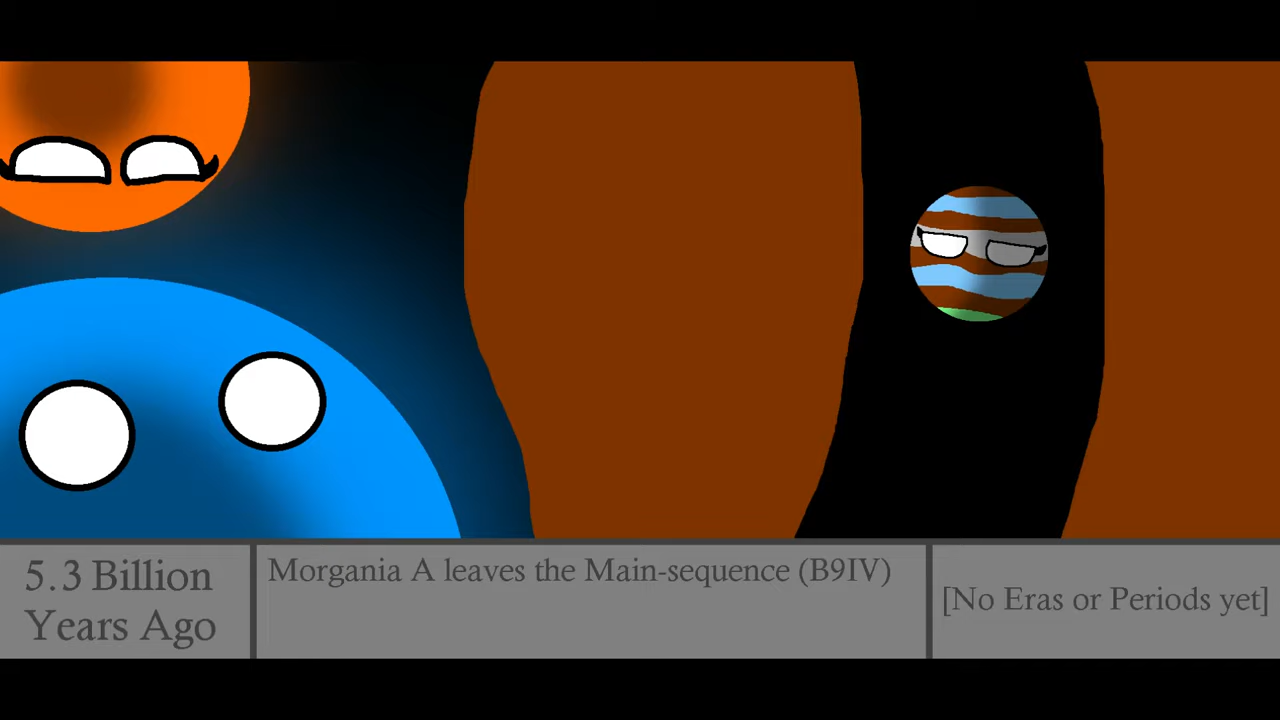 5.3 Billion
Years Ago
Morgania A leaves the Main-sequence (B9IV)
[No Eras or Periods yet]